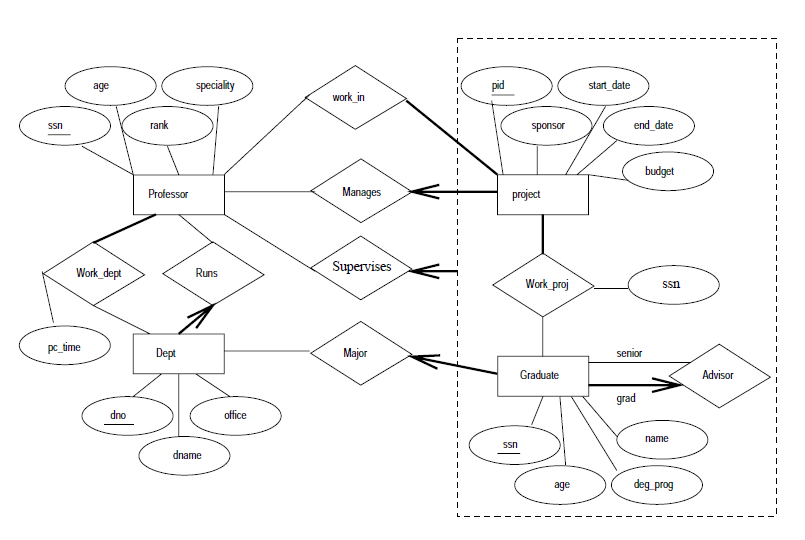 age
speciality
ssn
rank
work_in
pid
start_date
sponsor
end_date
budget
Professor
Manages
project
Work_dept
Runs
Supervises
Work_proj
ssn
pc_time
Dept
Major
senior
Graduate
Advisor
grad
dno
office
dname
ssn
name
age
deg_prog